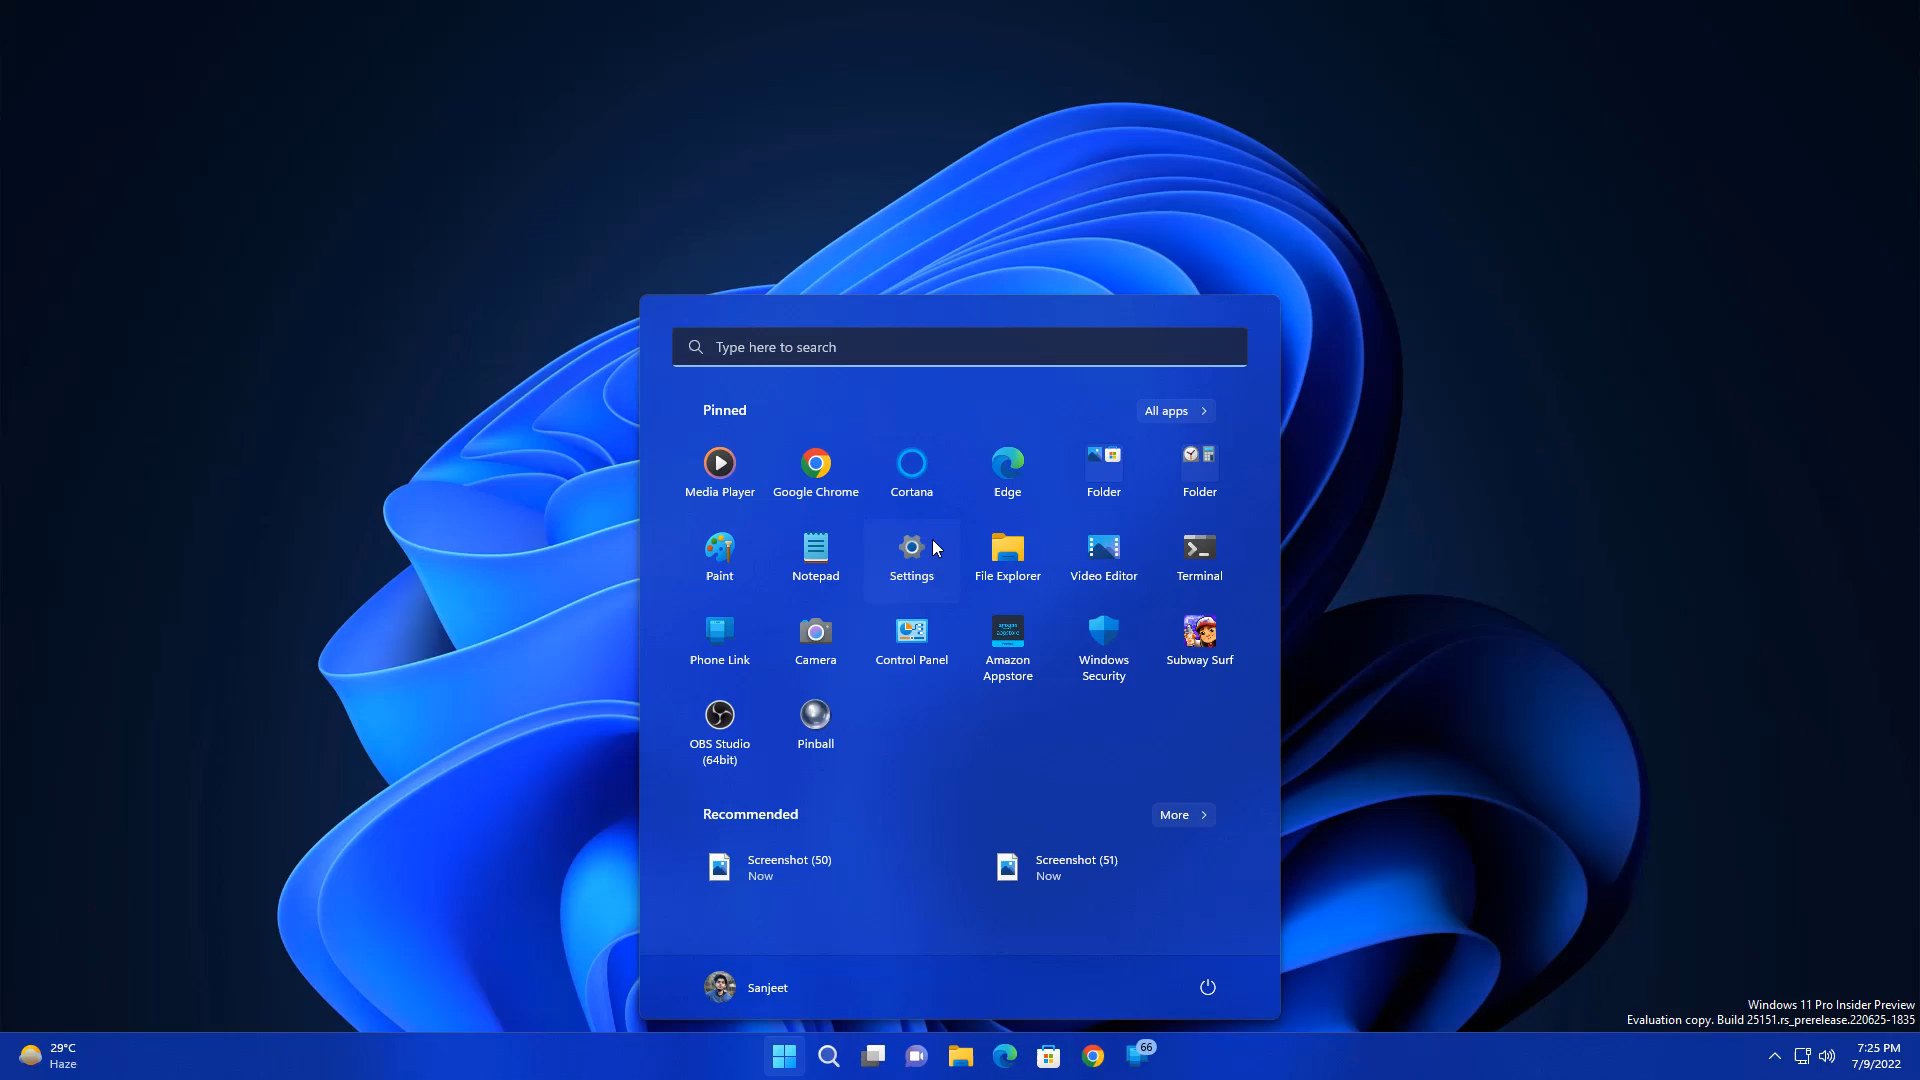 Type here to search
Pinned
All apps
Media Player
Google Chrome
Cortana
Edge
Folder
Folder
Paint
Notepad
Settings
File Explorer
Video Editor
Terminal
Phone Link
Camera
Control Panel
amazon
appstore
Amazon
Appstore
Windows
Security
Subway Surf
OBS Studio
(64bit)
Pinball
Recommended
More
Screenshot (50)
Now
Screenshot (51)
Now
Sanjeet
Windows 11 Pro Insider Preview
Evaluation copy. Build 25151.rs_prerelease.220625-1835
29°C
Haze
66
7:25 PM
7/9/2022